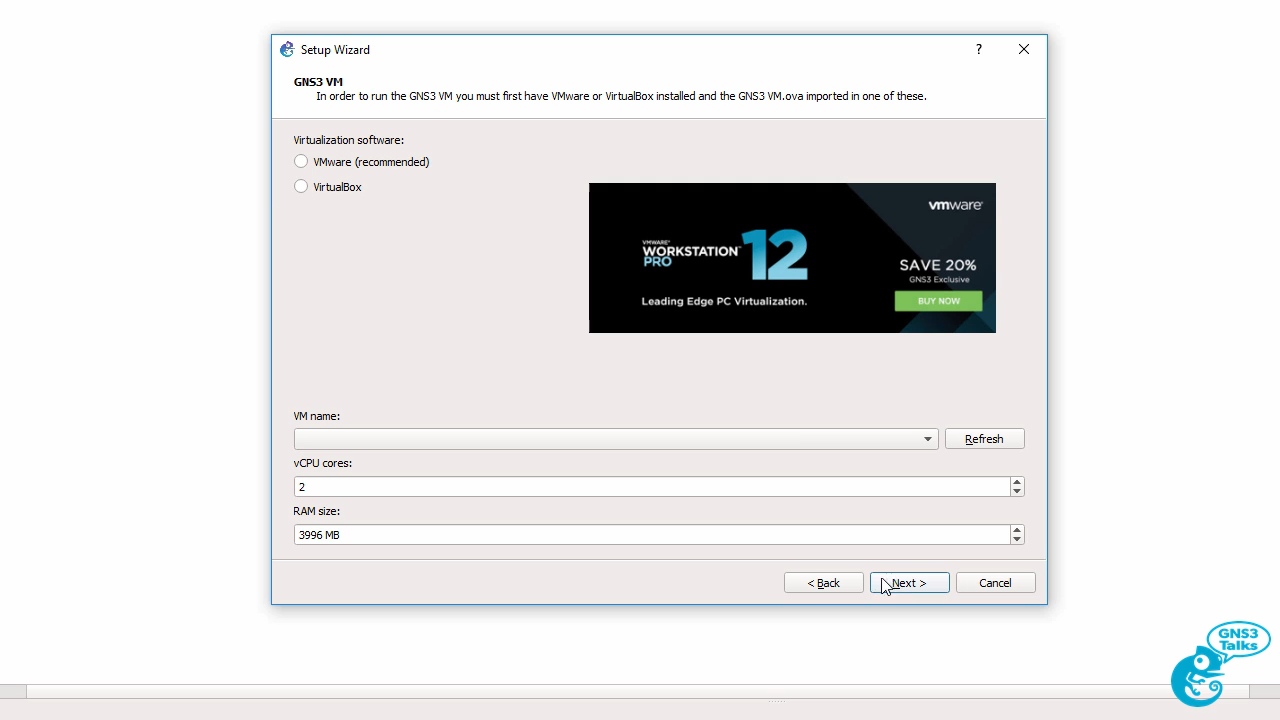 Setup Wizard
?
GNS3 VM
In order to run the GNS3 VM you must first have VMware or VirtualBox installed and the GNS3 VM.ova imported in one of these.
Virtualization software:
VMware (recommended)
VirtualBox
vmware®
VMWARE®
WORKSTATION™
PRO
12
SAVE 20%
GNS3 Exclusive
Leading Edge PC Virtualization.
BUY NOW
VM name:
Refresh
vCPU cores:
2
RAM size:
3996 MB
< Back
Next >
Cancel
GNS3
Talks